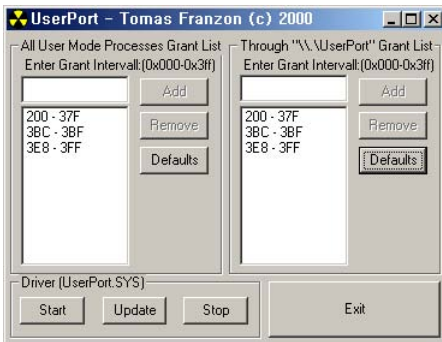 UserPort – Tomas Franzon (c) 2000
All User Mode Processes Grant List
Enter Grant Intervall:(0x000-0x3ff)
Add
200 - 37F
3BC - 3BF
3E8 - 3FF
Remove
Defaults
Through "\\.\UserPort" Grant List
Enter Grant Intervall:(0x000-0x3ff)
Add
200 - 37F
3BC - 3BF
3E8 - 3FF
Remove
Defaults
Driver (UserPort.SYS)
Start Update Stop
Exit